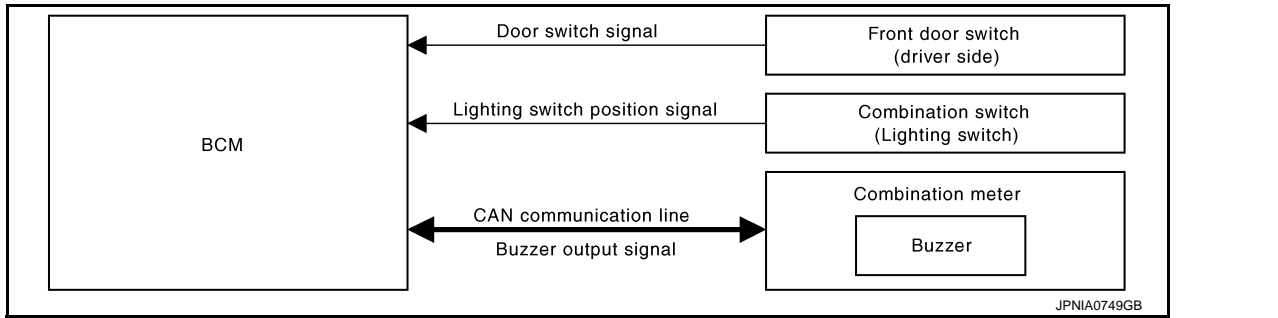 Door switch signal
Front door switch
(driver side)
Lighting switch position signal
Combination switch
(Lighting switch)
BCM
Combination meter
CAN communication line
Buzzer output signal
Buzzer
JPNIA0749GB